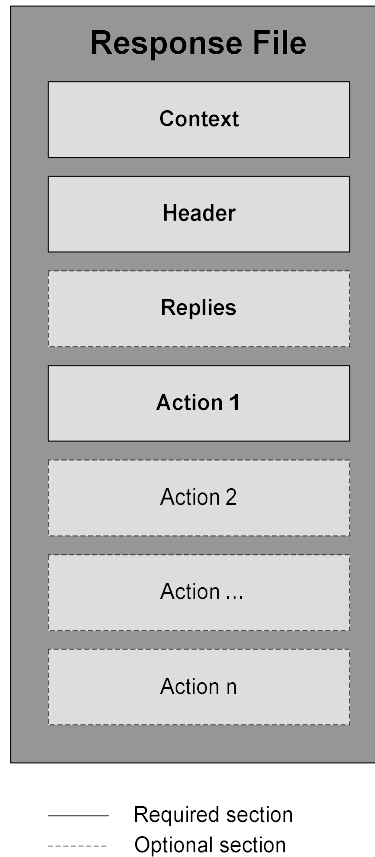 Response File
Context
Header
Replies
Action 1
Action 2
Action ...
Action n
Required section
Optional section